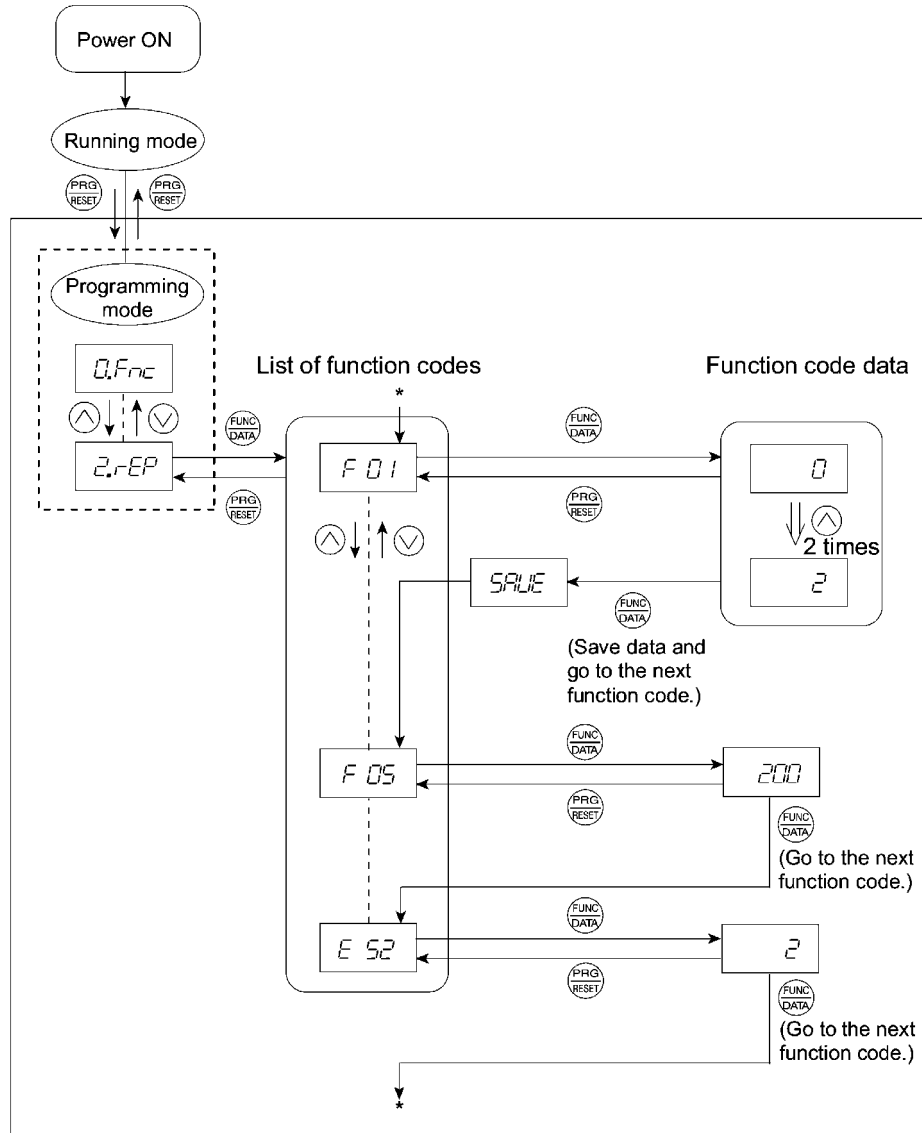 Power ON
Running mode
PRG
RESET
PRG
RESET
Programming
mode
0.Fnc
2.rEP
FUNC
DATA
PRG
RESET
List of function codes
*
F 01
FUNC
DATA
PRG
RESET
Function code data
0
2 times
2
SAVE
FUNC
DATA
(Save data and
go to the next
function code.)
F 05
FUNC
DATA
PRG
RESET
200
FUNC
DATA
(Go to the next
function code.)
E 52
FUNC
DATA
PRG
RESET
2
FUNC
DATA
(Go to the next
function code.)
*